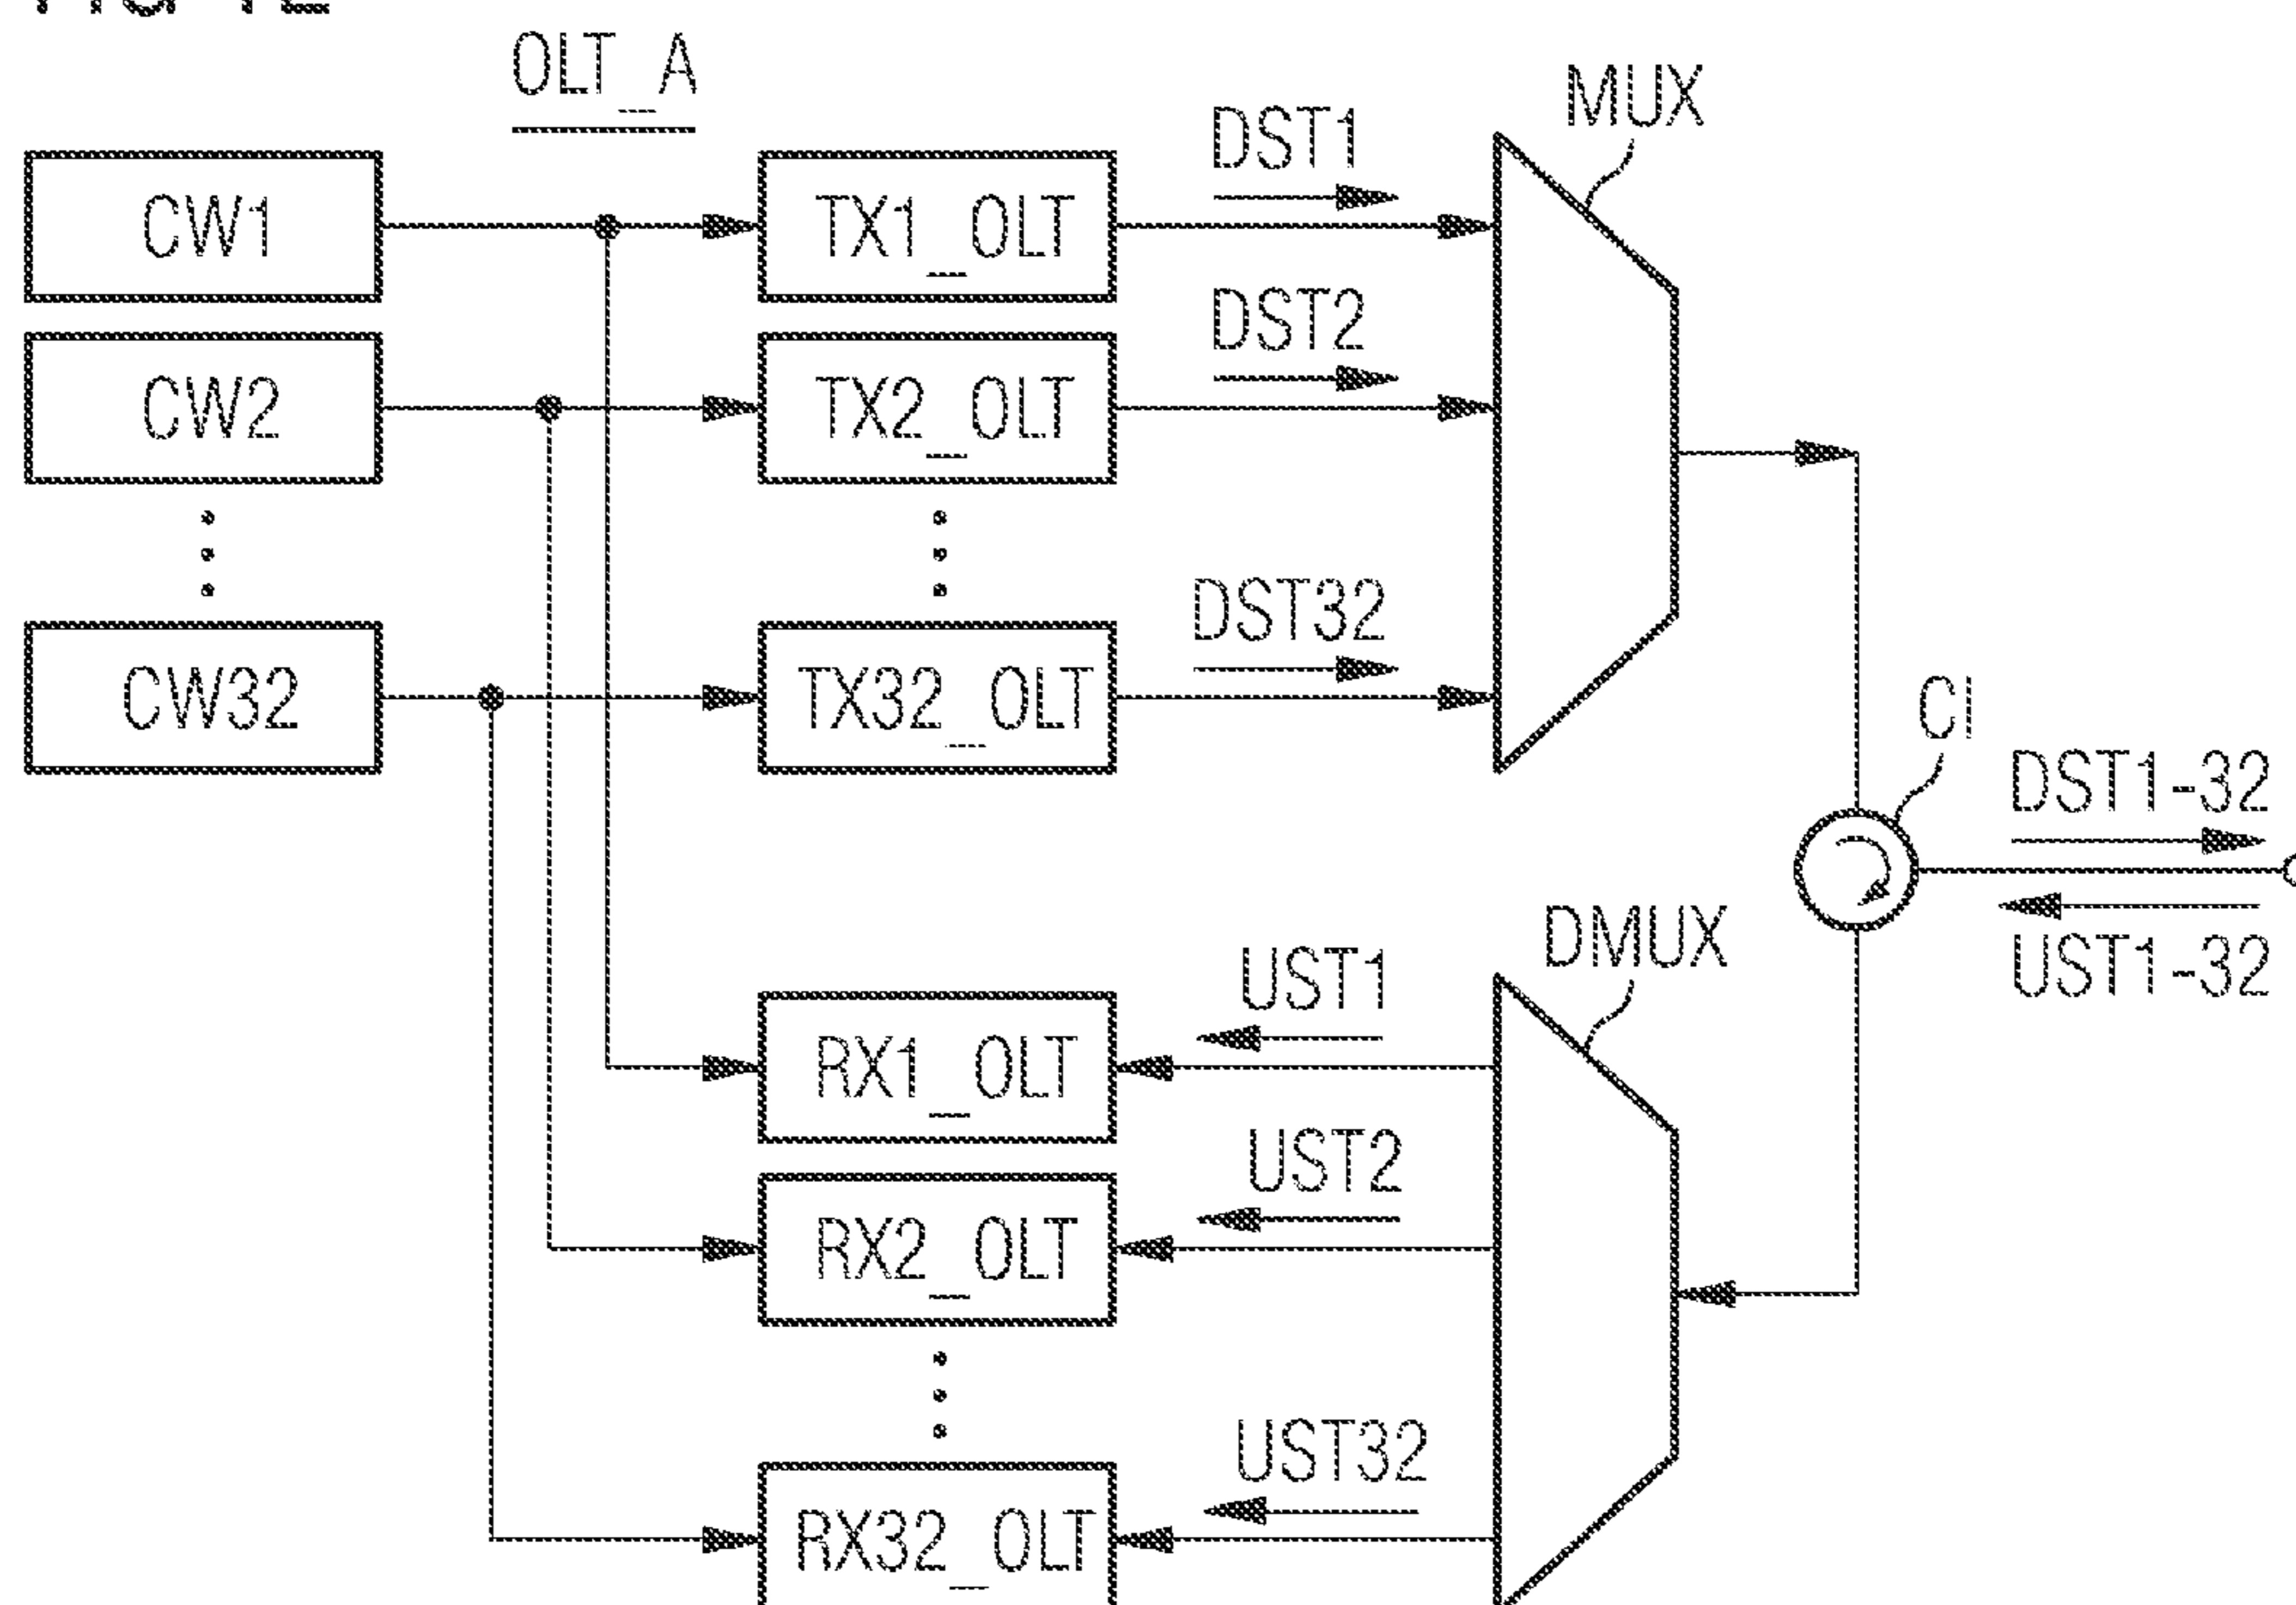 OLT_A
MUX
DST1
CW1
TX1_OLT
DST2
CW2
TX2_OLT
DST32
CW32
TX32_OLT
CI
DST1-32
DMUX
UST1
UST1-32
RX1_OLT
UST2
RX2_OLT
UST32
RX32_OLT